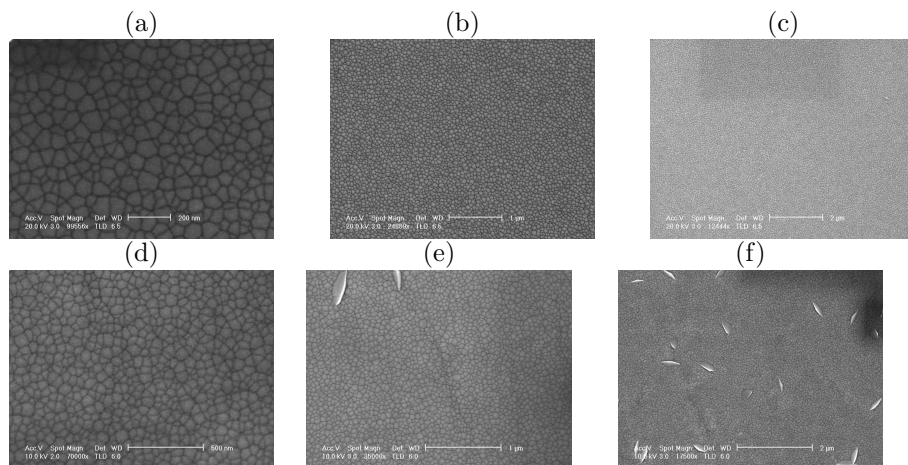 (a)
(b)
(c)
Acc.V Spot Magn Det WD 200 nm
20.0 kV 3.0 99556x TLD 6.5
Acc.V Spot Magn Det WD 1 µm
20.0 kV 3.0 TLD 6.5
Acc.V Spot Magn Det WD 2 µm
20.0 kV 3.0 12444x TLD 6.5
(d)
(e)
(f)
Acc.V Spot Magn Det WD 500 nm
10.0 kV 2.0 70000x TLD 6.0
Acc.V Spot Magn Det WD 1 µm
10.0 kV 35000x TLD 6.0
Acc.V Spot Magn Det WD 2 µm
10.0 kV 3.0 17500x TLD 6.0